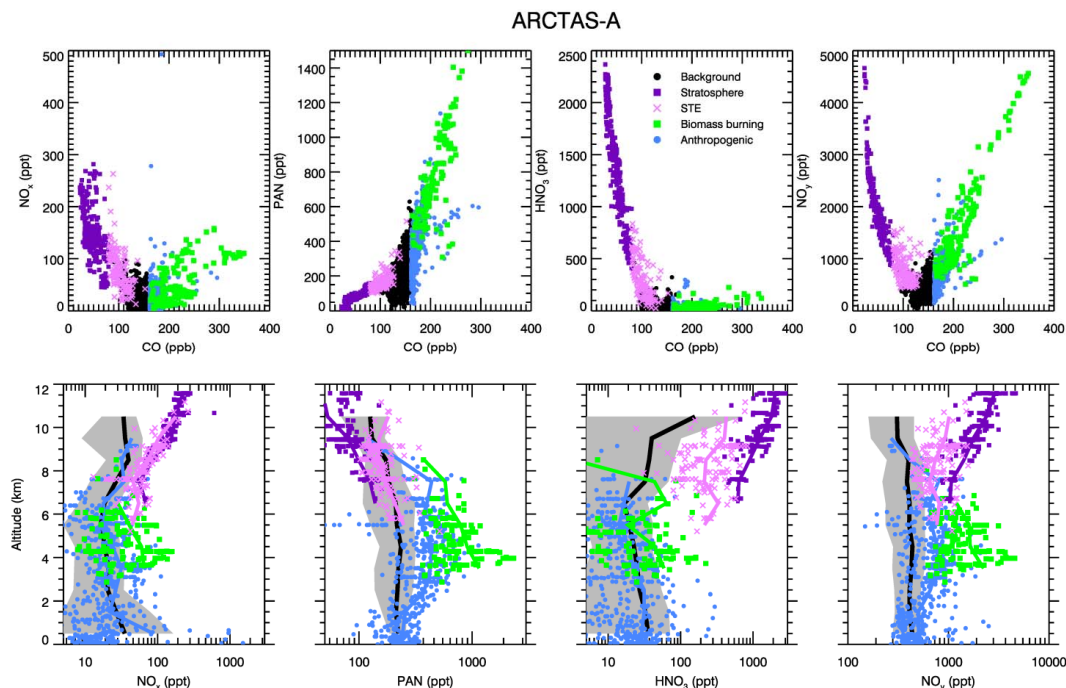 ARCTAS-A
500
400
300
200
100
0
NOx (ppt)
0 100 200 300 400
CO (ppb)
1400
1200
1000
800
600
400
200
0
PAN (ppt)
0 100 200 300 400
CO (ppb)
2500
2000
1500
1000
500
0
HNO3 (ppt)
Background
Stratosphere
STE
Biomass burning
Anthropogenic
0 100 200 300 400
CO (ppb)
5000
4000
3000
2000
1000
0
NOy (ppt)
0 100 200 300 400
CO (ppb)
12
10
8
6
4
2
0
Altitude (km)
10 100 1000
NOx (ppt)
100 1000
PAN (ppt)
10 100 1000
HNO3 (ppt)
100 1000 10000
NOy (ppt)